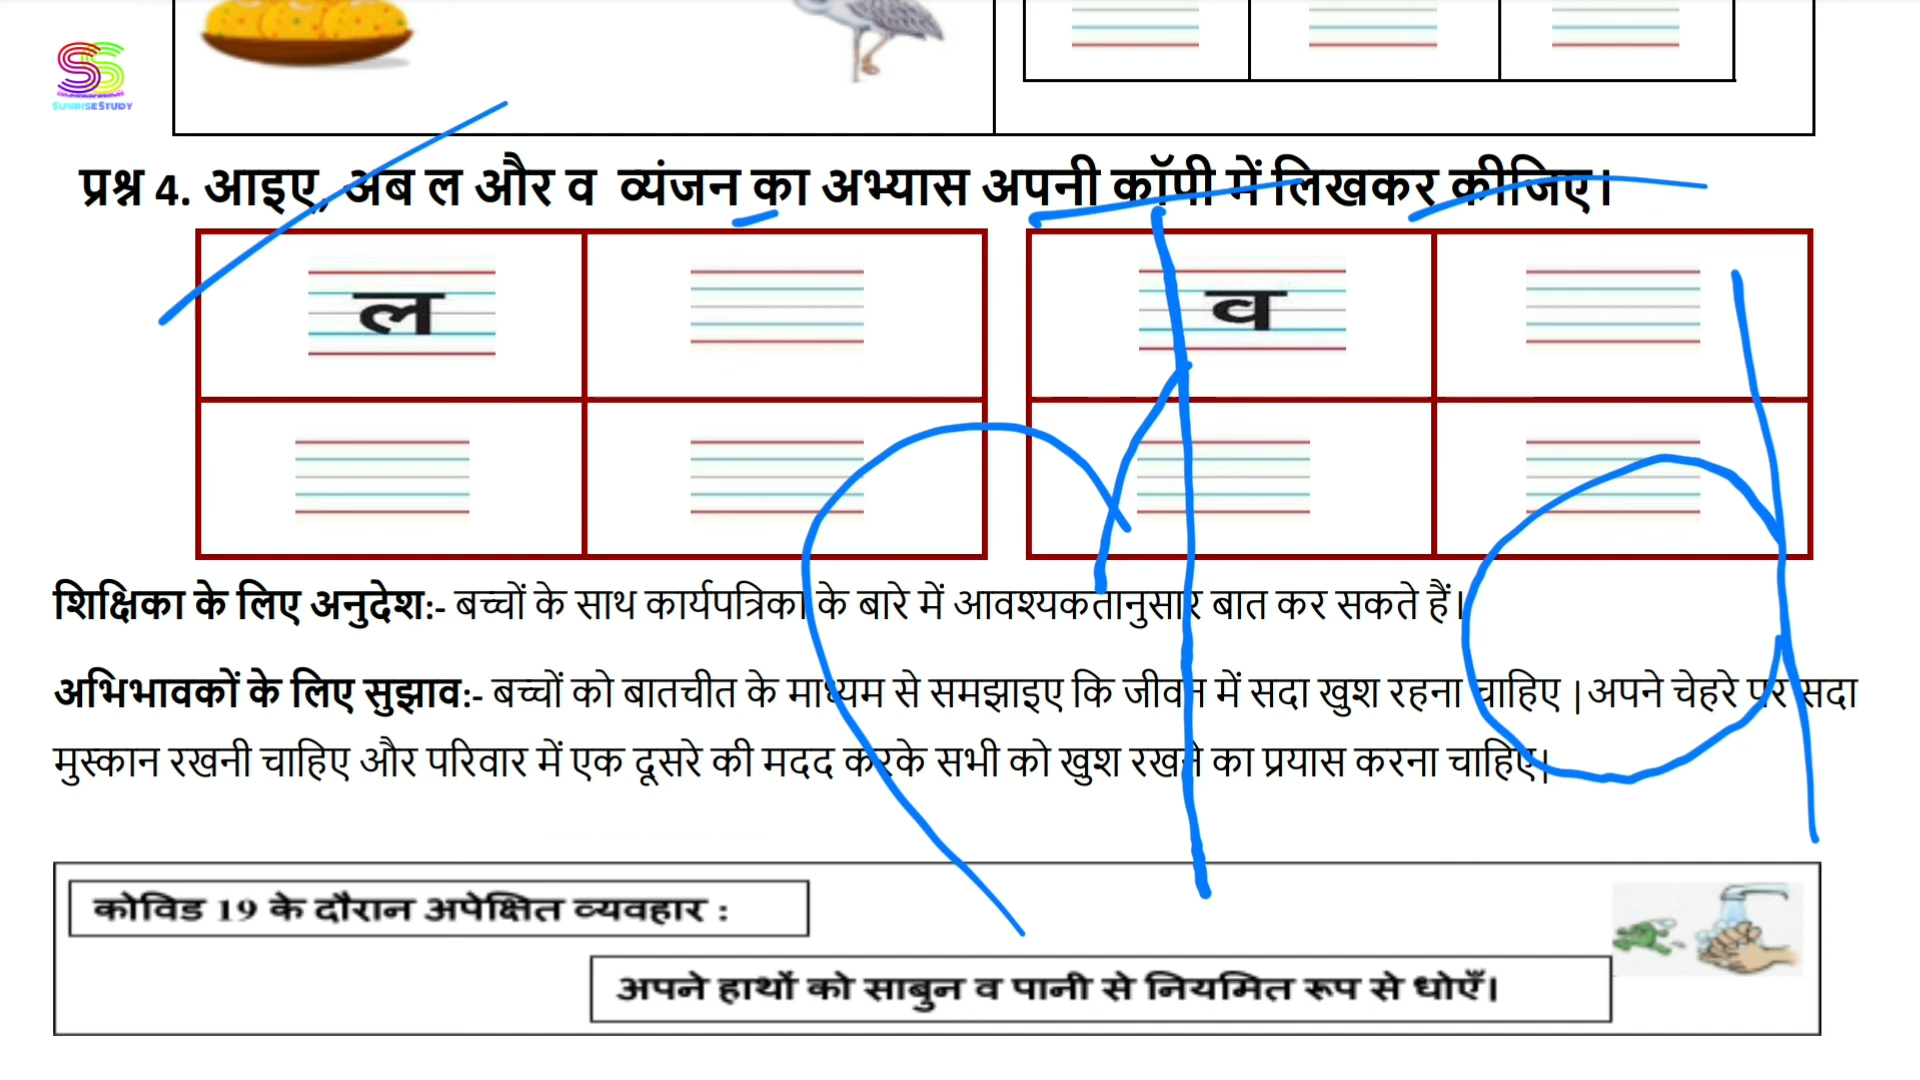 SS
SUNRISE STUDY
प्रश्न 4. आइए, अब ल और व व्यंजन का अभ्यास अपनी कॉपी में लिखकर कीजिए।
ल व
शिक्षिका के लिए अनुदेश:- बच्चों के साथ कार्यपत्रिका के बारे में आवश्यकतानुसार बात कर सकते हैं।
अभिभावकों के लिए सुझाव:- बच्चों को बातचीत के माध्यम से समझाइए कि जीवन में सदा खुश रहना चाहिए |अपने चेहरे पर सदा
मुस्कान रखनी चाहिए और परिवार में एक दूसरे की मदद करके सभी को खुश रखने का प्रयास करना चाहिए|
कोविड 19 के दौरान अपेक्षित व्यवहार :
अपने हाथों को साबुन व पानी से नियमित रूप से धोएँ।